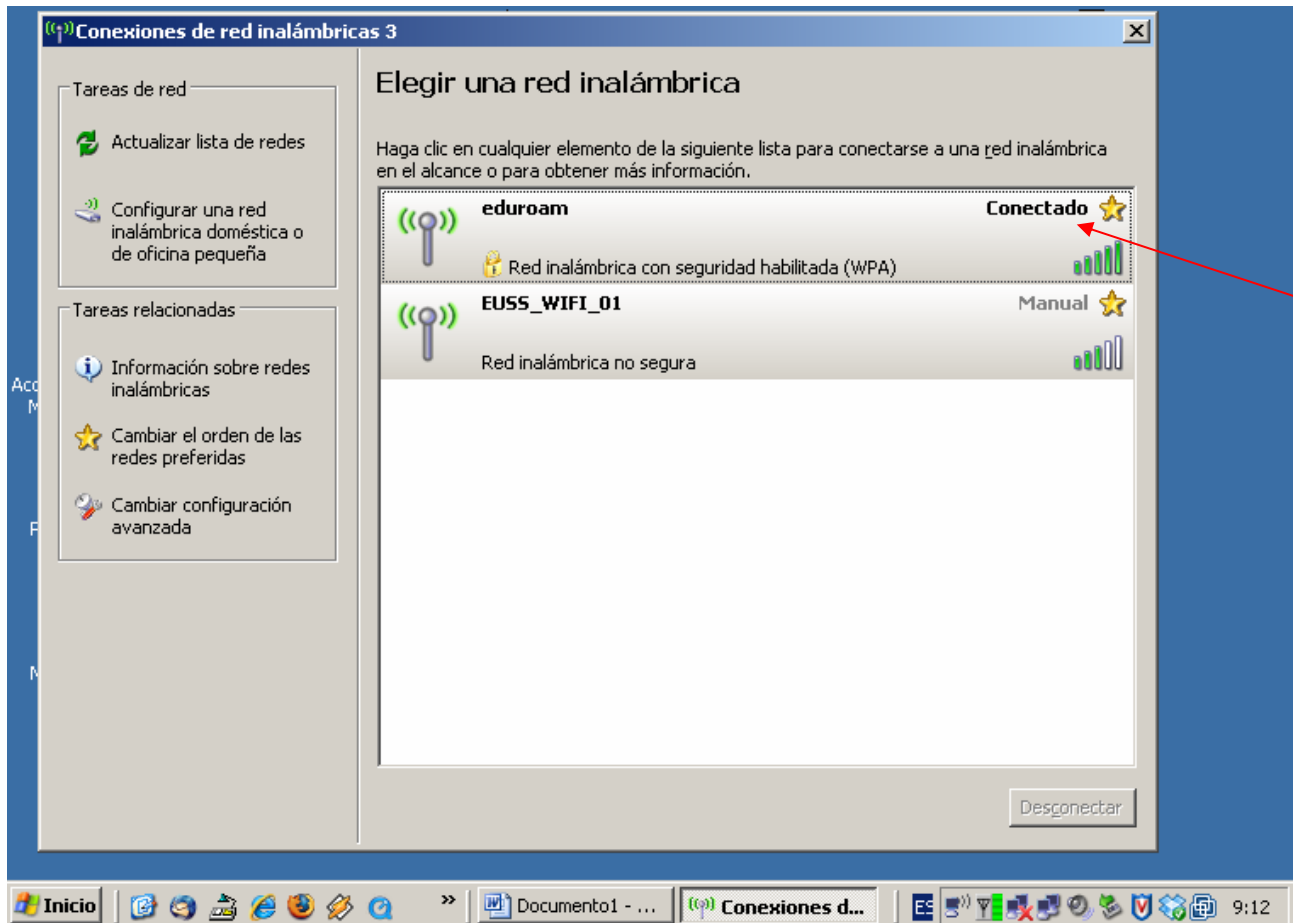 Conexiones de red inalámbricas 3
Tareas de red
Actualizar lista de redes
Configurar una red
inalámbrica doméstica o
de oficina pequeña
Tareas relacionadas
Información sobre redes
inalámbricas
Cambiar el orden de las
redes preferidas
Cambiar configuración
avanzada
Elegir una red inalámbrica
Haga clic en cualquier elemento de la siguiente lista para conectarse a una red inalámbrica
en el alcance o para obtener más información.
eduroam Conectado
Red inalámbrica con seguridad habilitada (WPA)
EUSS_WIFI_01 Manual
Red inalámbrica no segura
Desconectar
Inicio » Documento1 - ... Conexiones d... ES 9:12